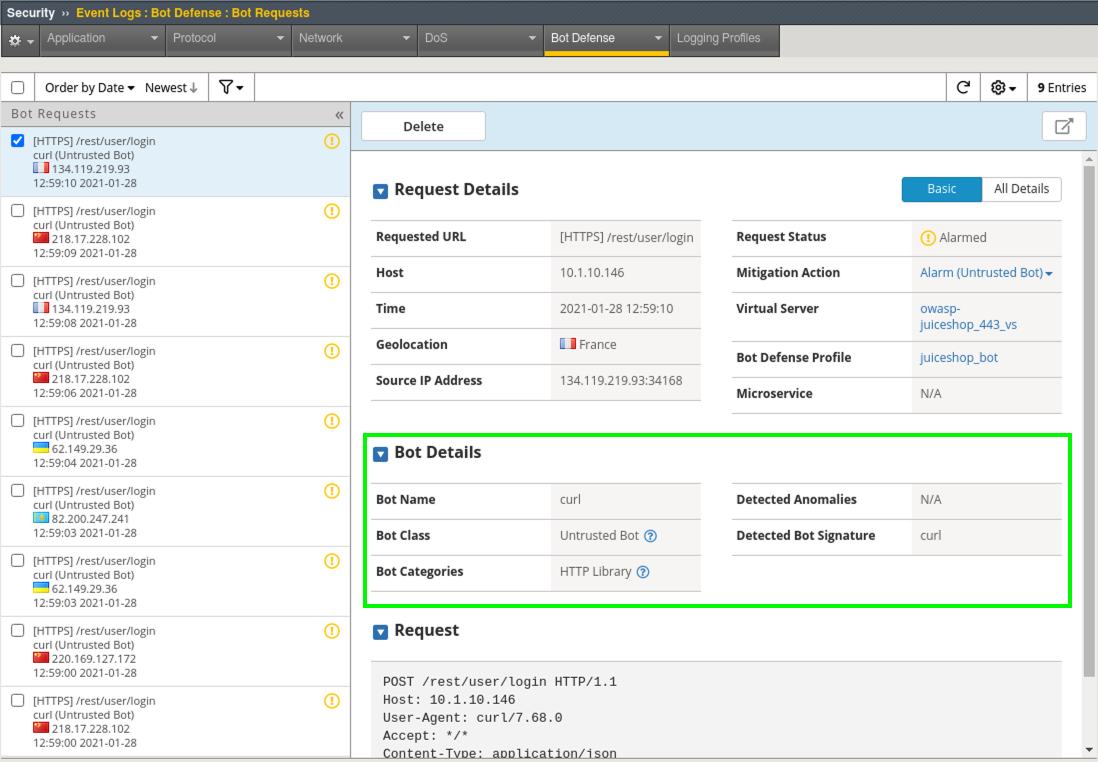 Security ›› Event Logs : Bot Defense : Bot Requests
Application Protocol Network DoS Bot Defense Logging Profiles
Order by Date Newest 9 Entries
Bot Requests «
[HTTPS] /rest/user/login
curl (Untrusted Bot)
134.119.219.93
12:59:10 2021-01-28
[HTTPS] /rest/user/login
curl (Untrusted Bot)
218.17.228.102
12:59:09 2021-01-28
[HTTPS] /rest/user/login
curl (Untrusted Bot)
134.119.219.93
12:59:08 2021-01-28
[HTTPS] /rest/user/login
curl (Untrusted Bot)
218.17.228.102
12:59:06 2021-01-28
[HTTPS] /rest/user/login
curl (Untrusted Bot)
62.149.29.36
12:59:04 2021-01-28
[HTTPS] /rest/user/login
curl (Untrusted Bot)
82.200.247.241
12:59:03 2021-01-28
[HTTPS] /rest/user/login
curl (Untrusted Bot)
62.149.29.36
12:59:03 2021-01-28
[HTTPS] /rest/user/login
curl (Untrusted Bot)
220.169.127.172
12:59:00 2021-01-28
[HTTPS] /rest/user/login
curl (Untrusted Bot)
218.17.228.102
12:59:00 2021-01-28
Delete
Request Details
Basic All Details
Requested URL [HTTPS] /rest/user/login
Host 10.1.10.146
Time 2021-01-28 12:59:10
Geolocation France
Source IP Address 134.119.219.93:34168
Request Status Alarmed
Mitigation Action Alarm (Untrusted Bot)
Virtual Server owasp-
juiceshop_443_vs
Bot Defense Profile juiceshop_bot
Microservice N/A
Bot Details
Bot Name curl
Bot Class Untrusted Bot
Bot Categories HTTP Library
Detected Anomalies N/A
Detected Bot Signature curl
Request
POST /rest/user/login HTTP/1.1
Host: 10.1.10.146
User-Agent: curl/7.68.0
Accept: */*
Content-Type: application/json